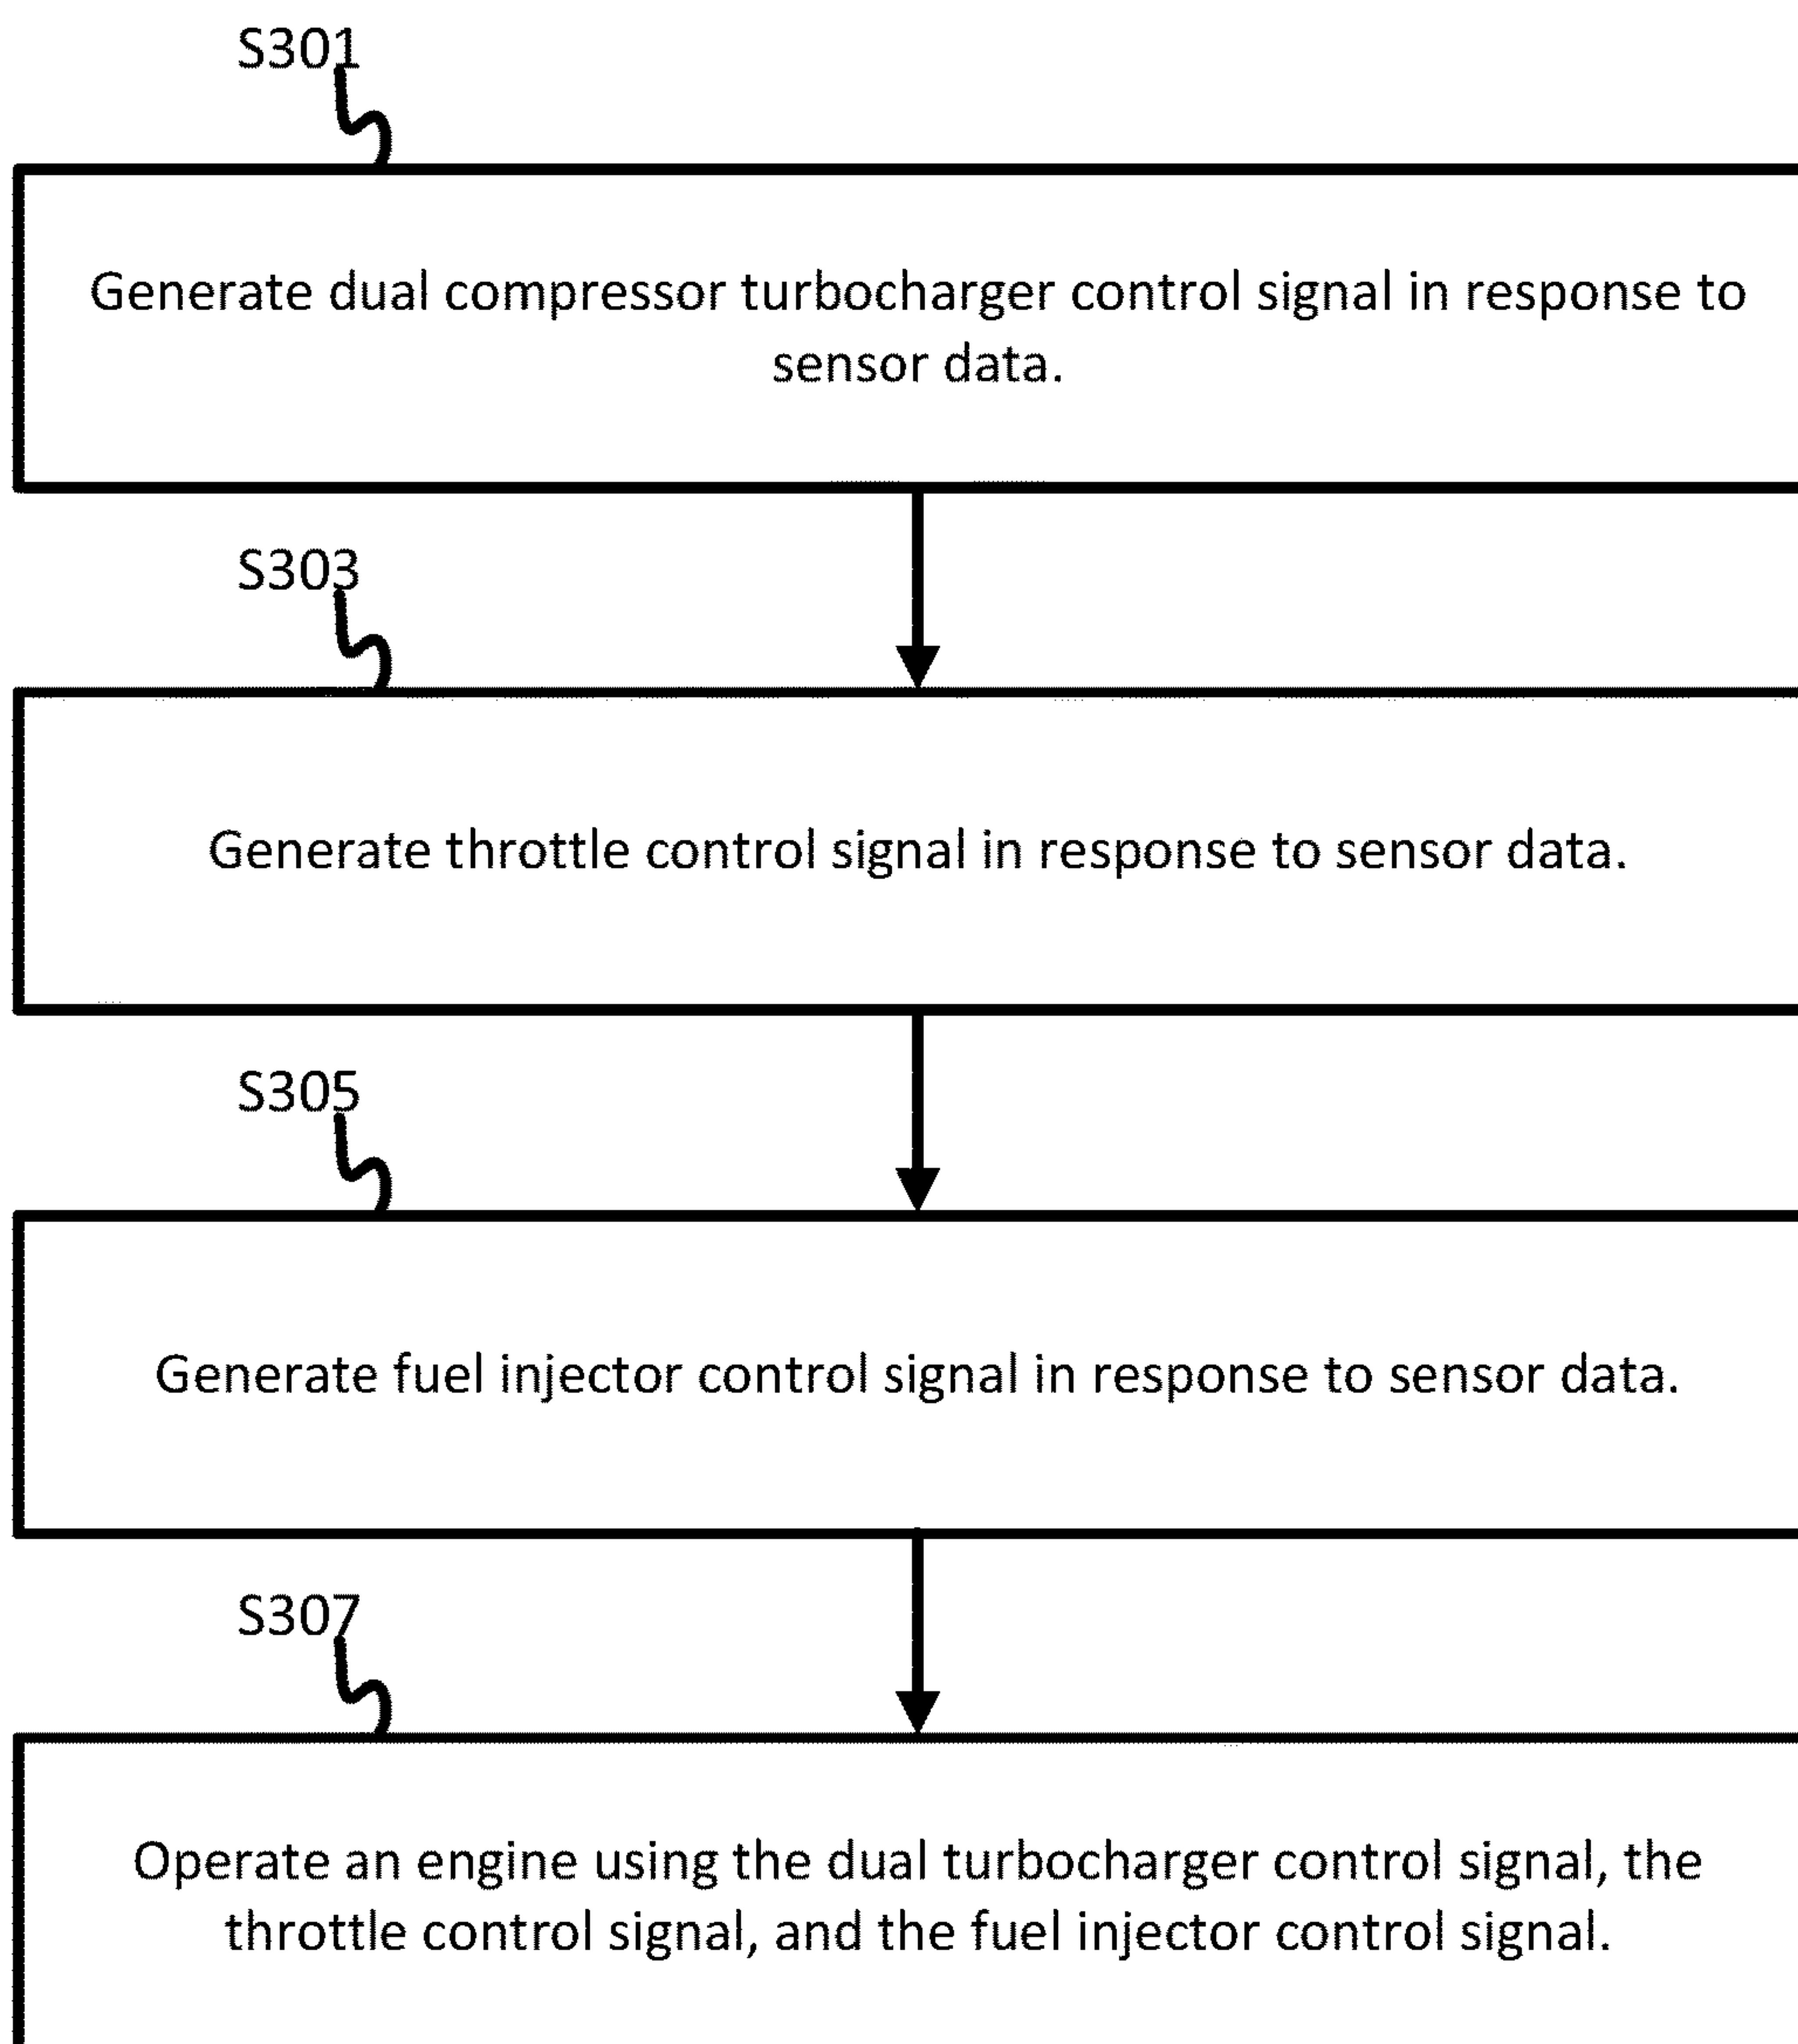 S301
Generate dual compressor turbocharger control signal in response to
sensor data.
S303
Generate throttle control signal in response to sensor data.
S305
Generate fuel injector control signal in response to sensor data.
S307
Operate an engine using the dual turbocharger control signal, the
throttle control signal, and the fuel injector control signal.